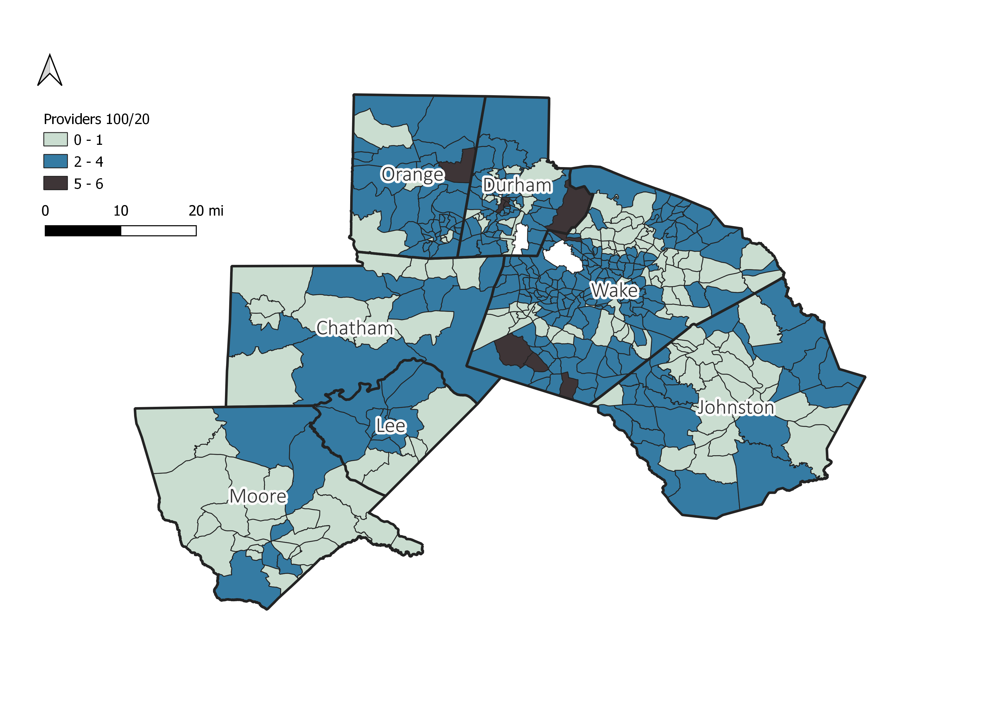 Providers 100/20
0 - 1
2 - 4
5 - 6
0 10 20 mi
Orange
Durham
Wake
Chatham
Johnston
Lee
Moore